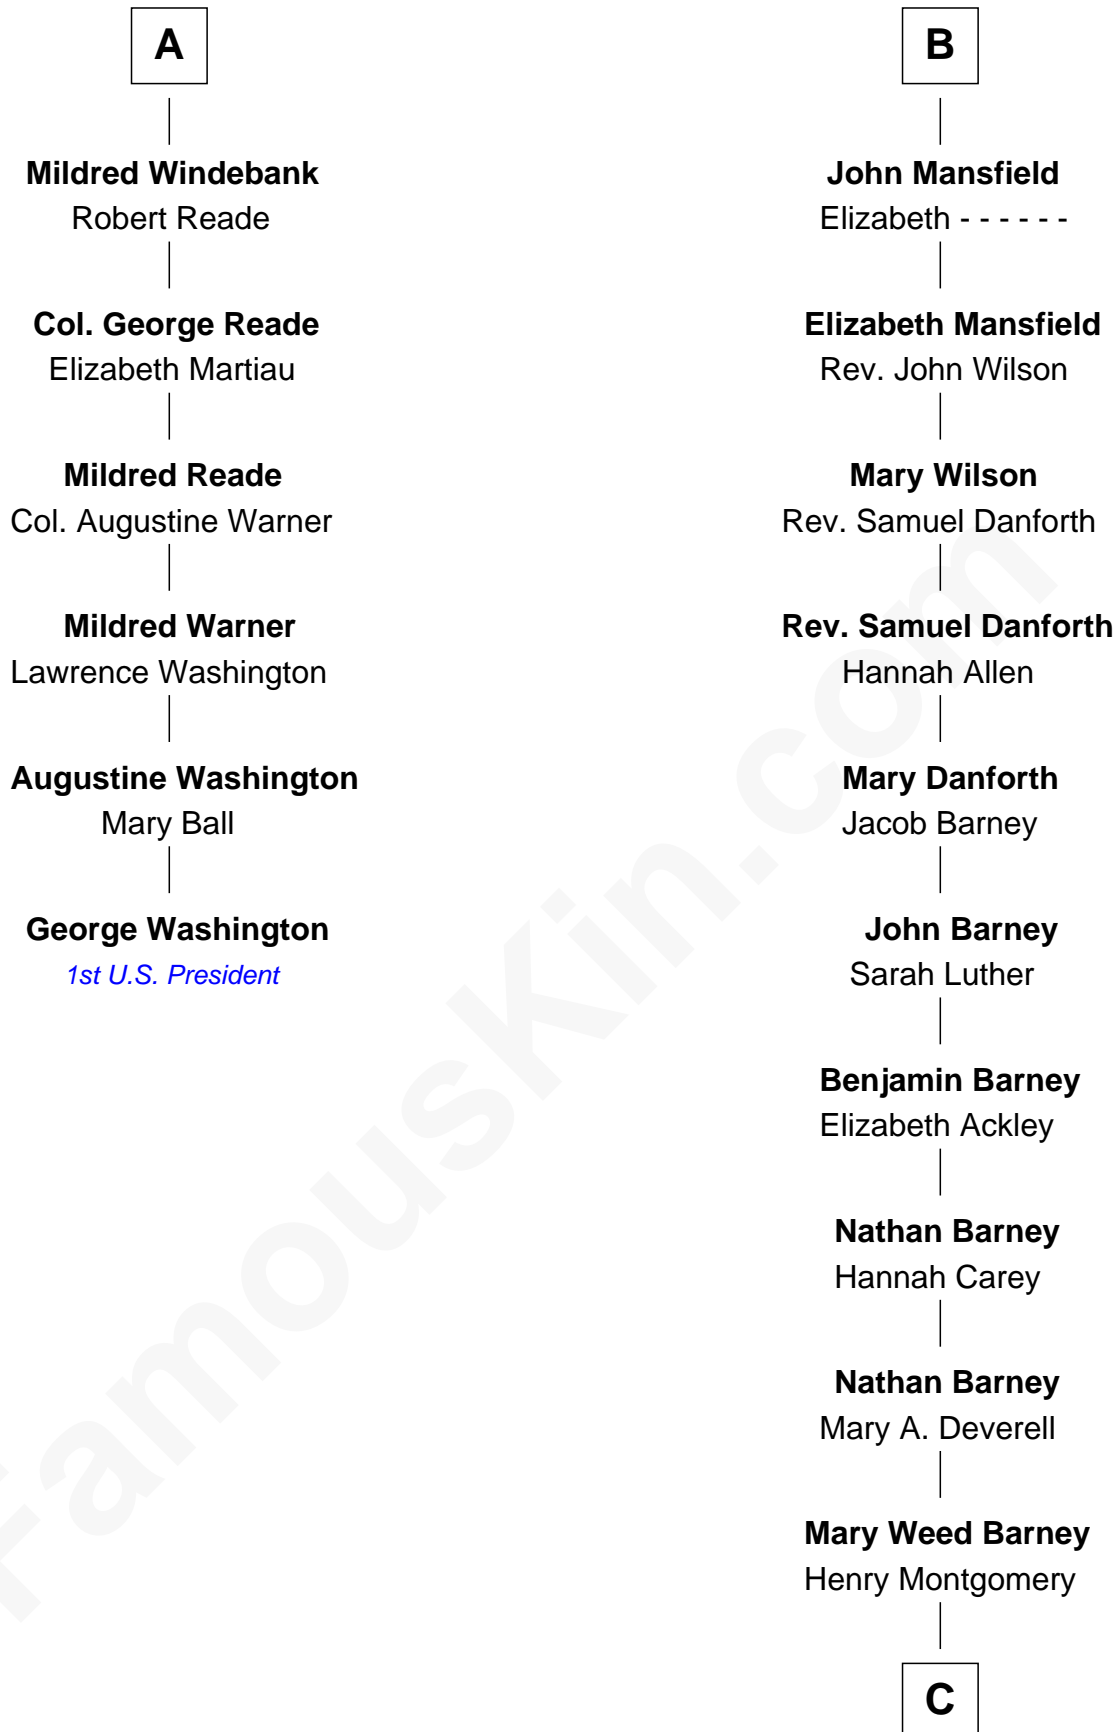 A
Mildred Windebank
Robert Reade
Col. George Reade
Elizabeth Martiau
Mildred Reade
Col. Augustine Warner
Mildred Warner
Lawrence Washington
Augustine Washington
Mary Ball
George Washington
1st U.S. President
B
John Mansfield
Elizabeth - - - - - -
Elizabeth Mansfield
Rev. John Wilson
Mary Wilson
Rev. Samuel Danforth
Rev. Samuel Danforth
Hannah Allen
Mary Danforth
Jacob Barney
John Barney
Sarah Luther
Benjamin Barney
Elizabeth Ackley
Nathan Barney
Hannah Carey
Nathan Barney
Mary A. Deverell
Mary Weed Barney
Henry Montgomery
C
FamousKin.com